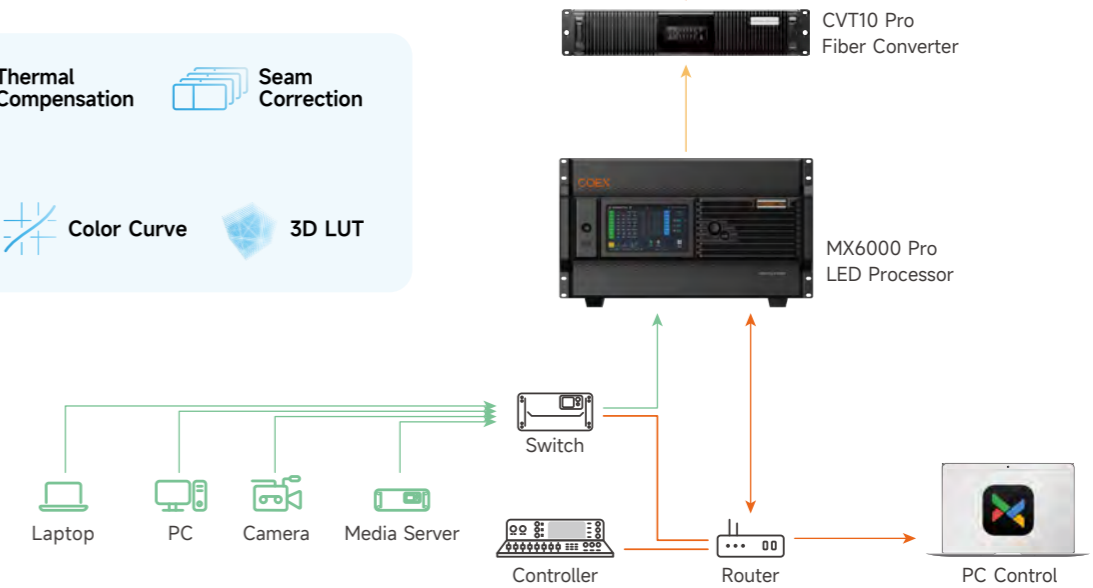 CVT10 Pro
Fiber Converter
Thermal
Compensation
Seam
Correction
Color Curve
3D LUT
COEX
MX6000 Pro
LED Processor
Switch
Laptop
PC
Camera
Media Server
Controller
Router
PC Control